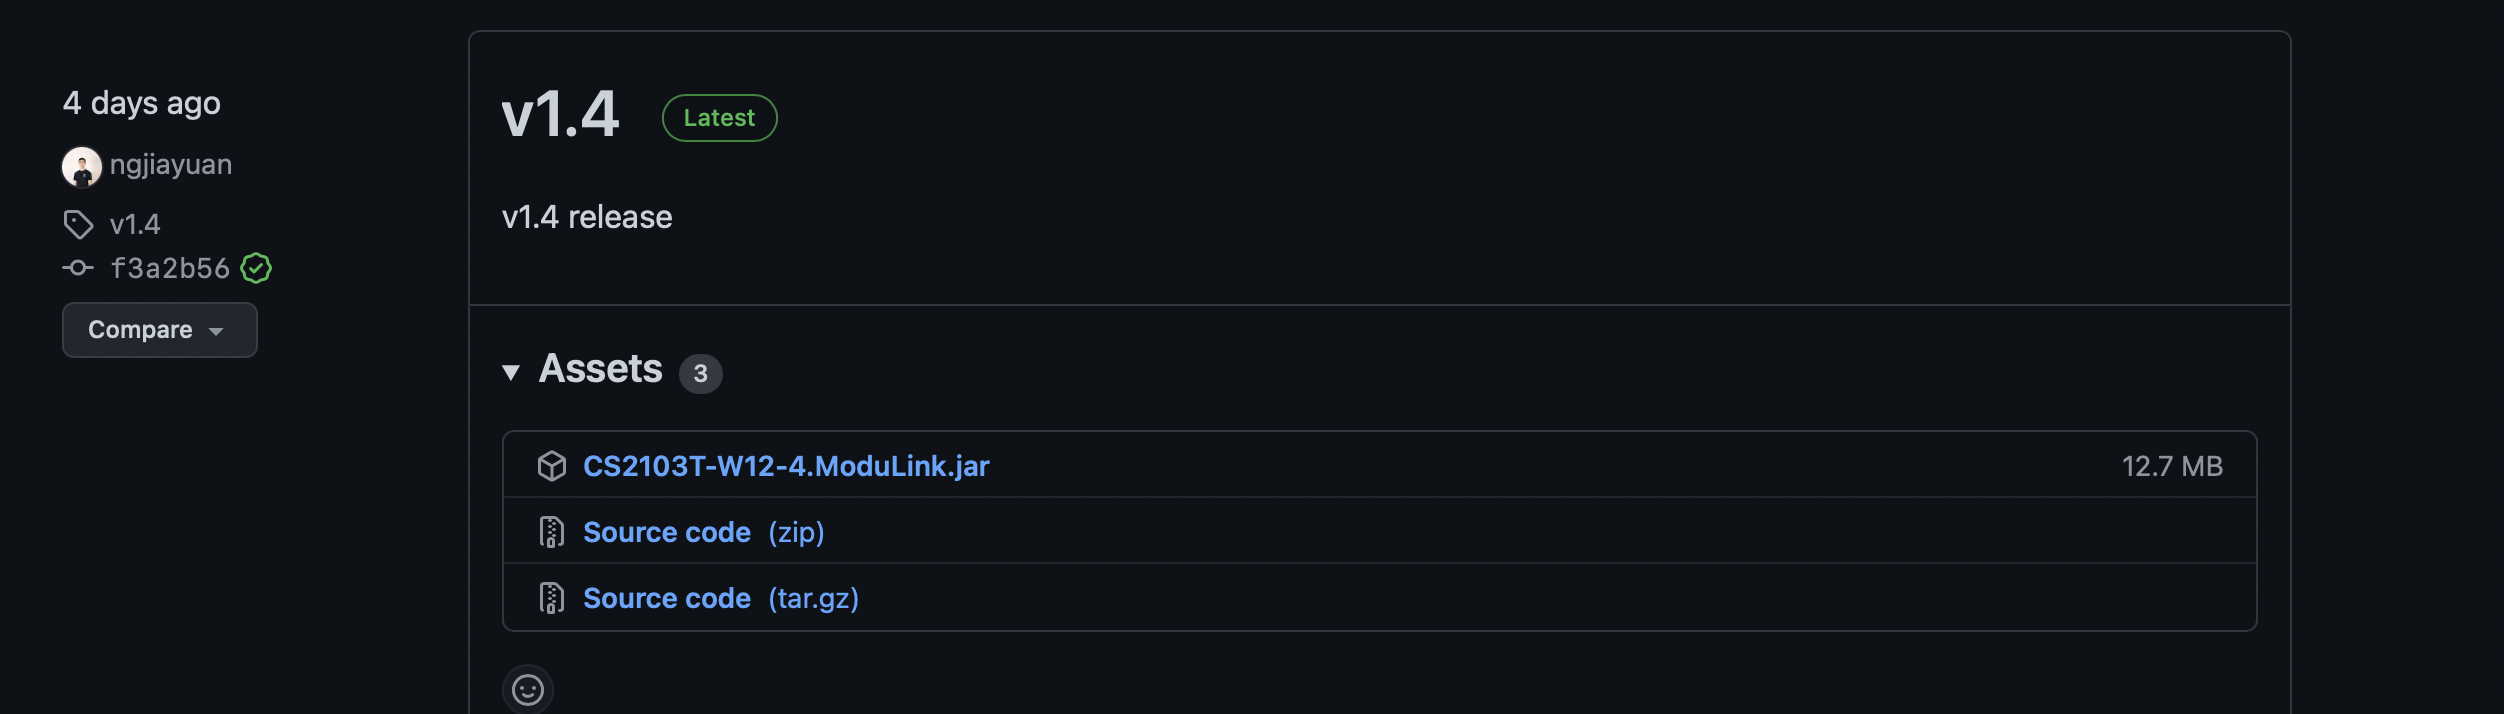 4 days ago
ngjiayuan
v1.4
f3a2b56
Compare
v1.4 Latest
v1.4 release
Assets 3
CS2103T-W12-4.ModuLink.jar 12.7 MB
Source code (zip)
Source code (tar.gz)